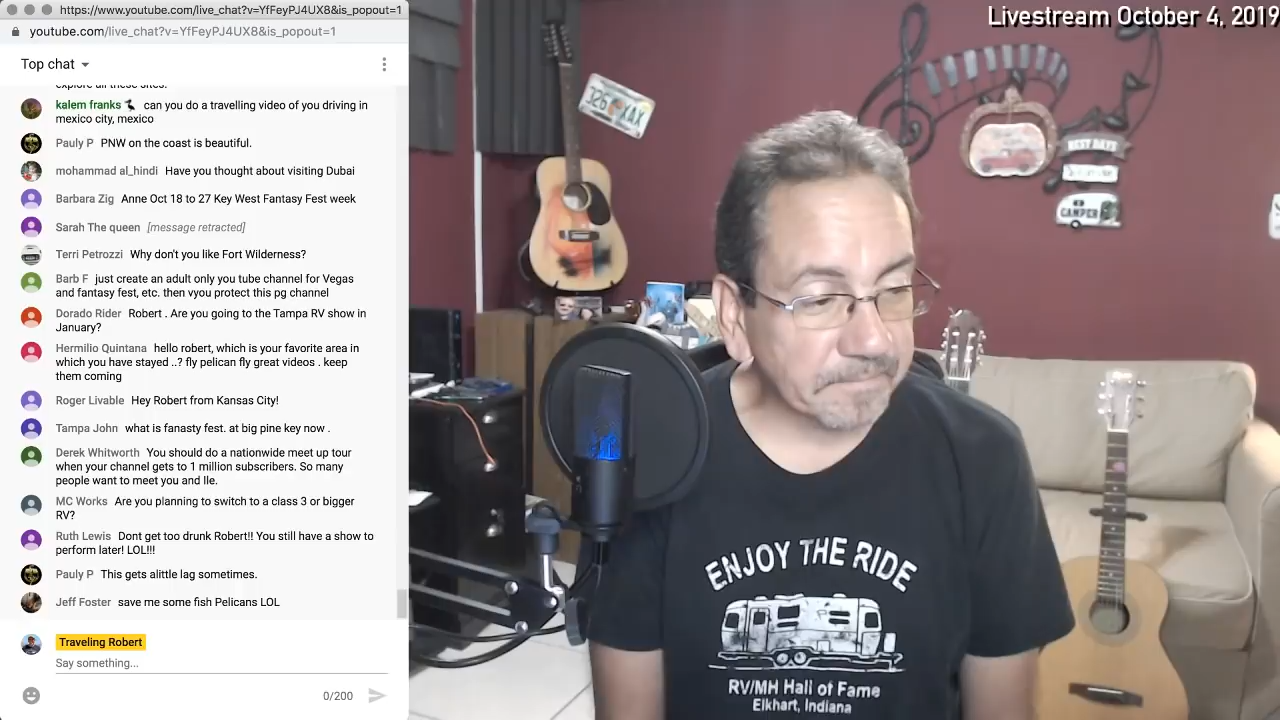 https://www.youtube.com/live_chat?v=YfFeyPJ4UX8&is_popout=1
youtube.com/live_chat?v=YfFeyPJ4UX8&is_popout=1
Top chat
explore all these sites.
kalem franks can you do a travelling video of you driving in
mexico city, mexico
Pauly P PNW on the coast is beautiful.
mohammad al_hindi Have you thought about visiting Dubai
Barbara Zig Anne Oct 18 to 27 Key West Fantasy Fest week
Sarah The queen [message retracted]
Terri Petrozzi Why don't you like Fort Wilderness?
Barb F just create an adult only you tube channel for Vegas
and fantasy fest, etc. then vyou protect this pg channel
Dorado Rider Robert . Are you going to the Tampa RV show in
January?
Hermilio Quintana hello robert, which is your favorite area in
which you have stayed ..? fly pelican fly great videos . keep
them coming
Roger Livable Hey Robert from Kansas City!
Tampa John what is fanasty fest. at big pine key now .
Derek Whitworth You should do a nationwide meet up tour
when your channel gets to 1 million subscribers. So many
people want to meet you and Ile.
MC Works Are you planning to switch to a class 3 or bigger
RV?
Ruth Lewis Dont get too drunk Robert!! You still have a show to
perform later! LOL!!!
Pauly P This gets alittle lag sometimes.
Jeff Foster save me some fish Pelicans LOL
Traveling Robert
Say something...
0/200
Livestream October 4, 2019
326 XAX
BEST DAYS
CAMPER
ENJOY THE RIDE
RV/MH Hall of Fame
Elkhart, Indiana